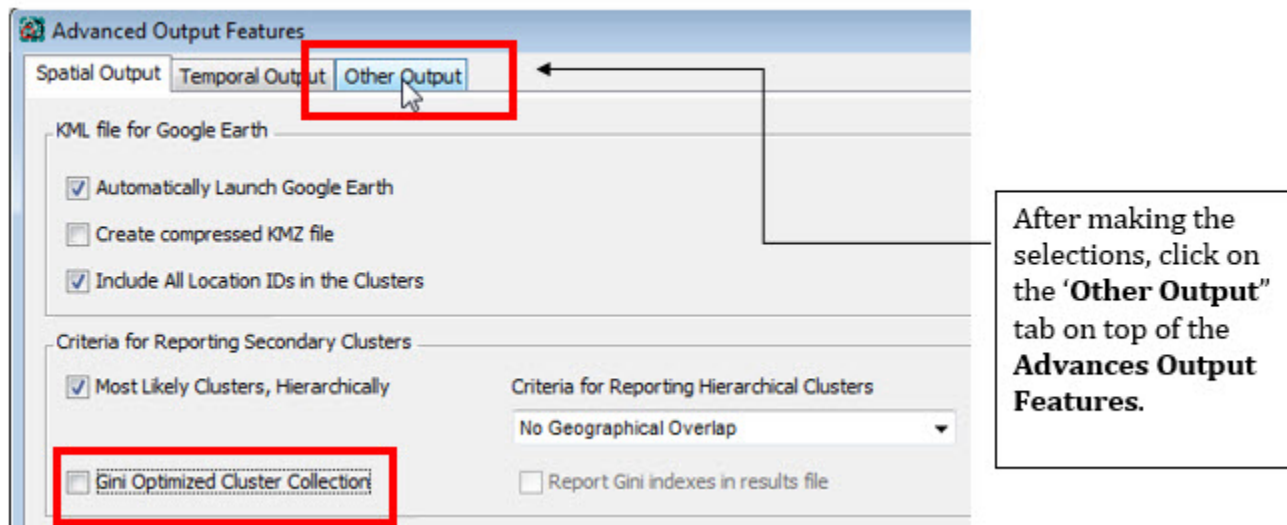 Advanced Output Features
Spatial Output Temporal Output Other Output
KML file for Google Earth
Automatically Launch Google Earth
Create compressed KMZ file
Include All Location IDs in the Clusters
Criteria for Reporting Secondary Clusters
Most Likely Clusters, Hierarchically
Criteria for Reporting Hierarchical Clusters
No Geographical Overlap
Gini Optimized Cluster Collection
Report Gini indexes in results file
After making the
selections, click on
the ‘Other Output”
tab on top of the
Advances Output
Features.